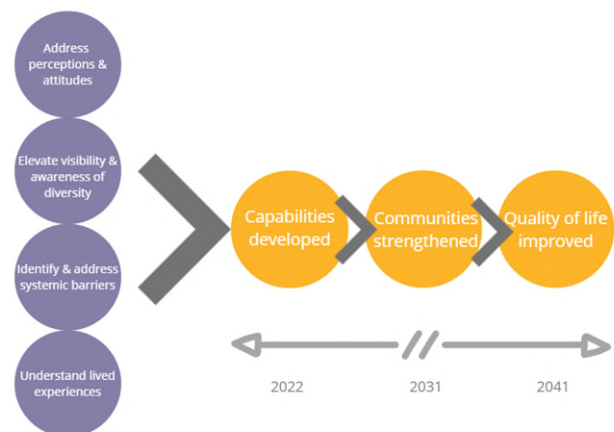 Address
perceptions &
attitudes
Elevate visibility &
awareness of
diversity
Identify & address
systemic barriers
Understand lived
experiences
Capabilities
developed
Communities
strengthened
Quality of life
improved
2022
2031
2041